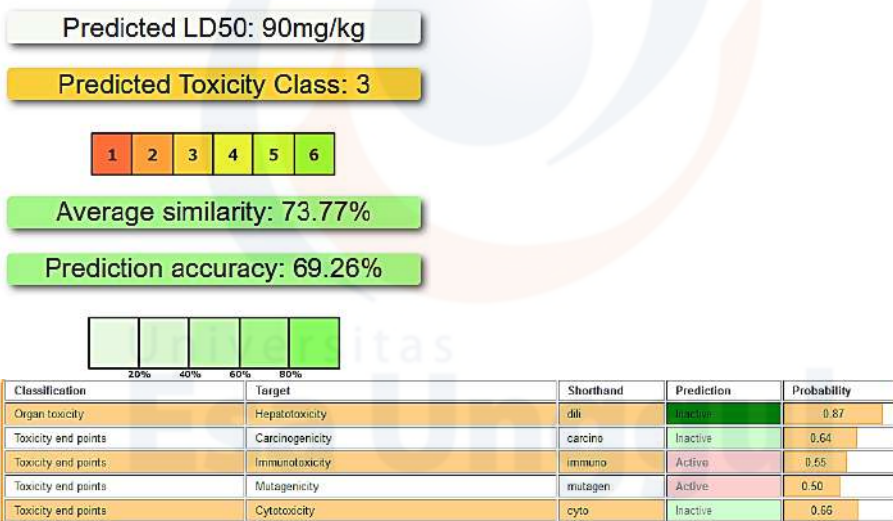 Predicted LD50: 90mg/kg
Predicted Toxicity Class: 3
1 2 3 4 5 6
Average similarity: 73.77%
Prediction accuracy: 69.26%
20% 40% 60% 80%
Universitas
Esa Unggul
Classification Target Shorthand Prediction Probability
Organ toxicity Hepatotoxicity dili Inactive 0.87
Toxicity end points Carcinogenicity carcino Inactive 0.64
Toxicity end points Immunotoxicity immuno Active 0.55
Toxicity end points Mutagenicity mutagen Active 0.50
Toxicity end points Cytotoxicity cyto Inactive 0.66